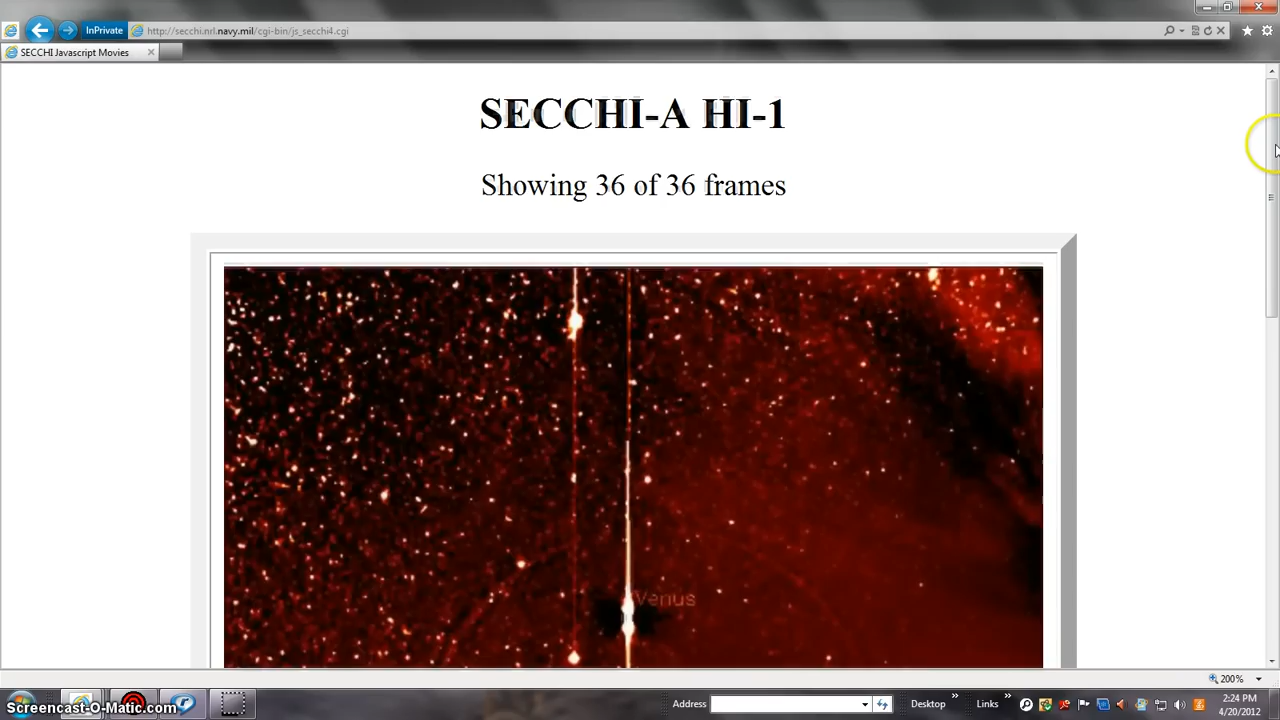 InPrivate
http://secchi.nrl.navy.mil/cgi-bin/js_secchi4.cgi
SECCHI Javascript Movies
SECCHI-A HI-1
Showing 36 of 36 frames
Venus
200%
Screencast-O-Matic.com
Address
Desktop
Links
2:24 PM
4/20/2012